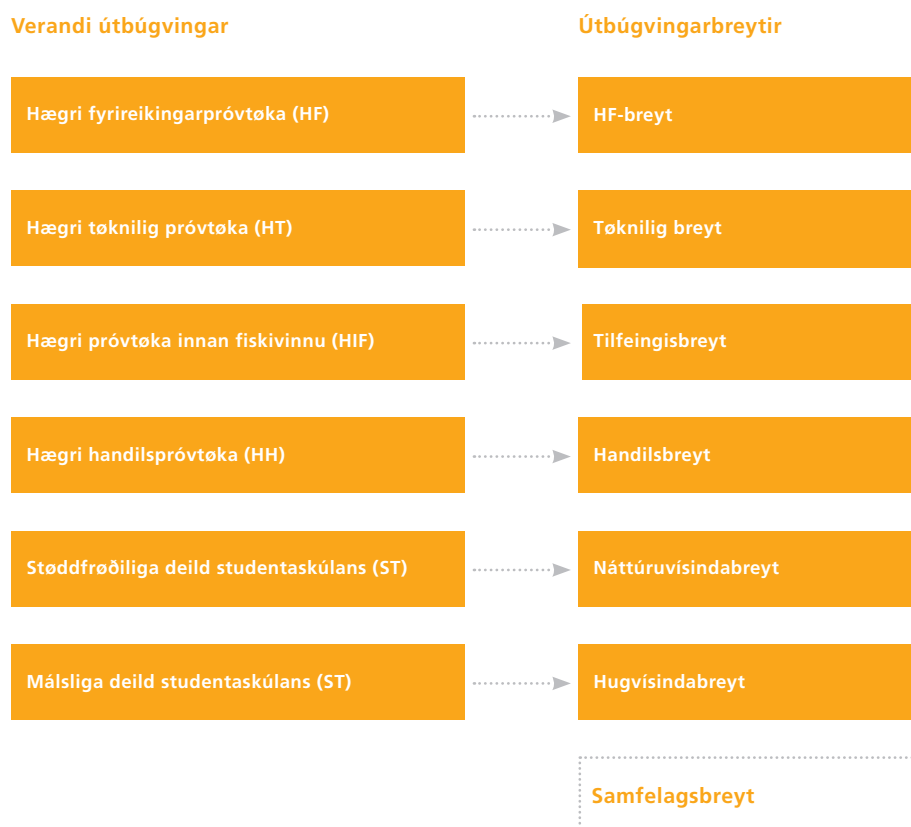 Verandi útbúgvingar
Útbúgvingarbreytir
Hægri fyrireikingarpróvtøka (HF)
HF-breyt
Hægri tøknilig próvtøka (HT)
Tøknilig breyt
Hægri próvtøka innan fiskivinnu (HIF)
Tilfeingisbreyt
Hægri handilspróvtøka (HH)
Handilsbreyt
Støddfrøðiliga deild studentaskúlans (ST)
Náttúruvísindabreyt
Málsliga deild studentaskúlans (ST)
Hugvísindabreyt
Samfelagsbreyt